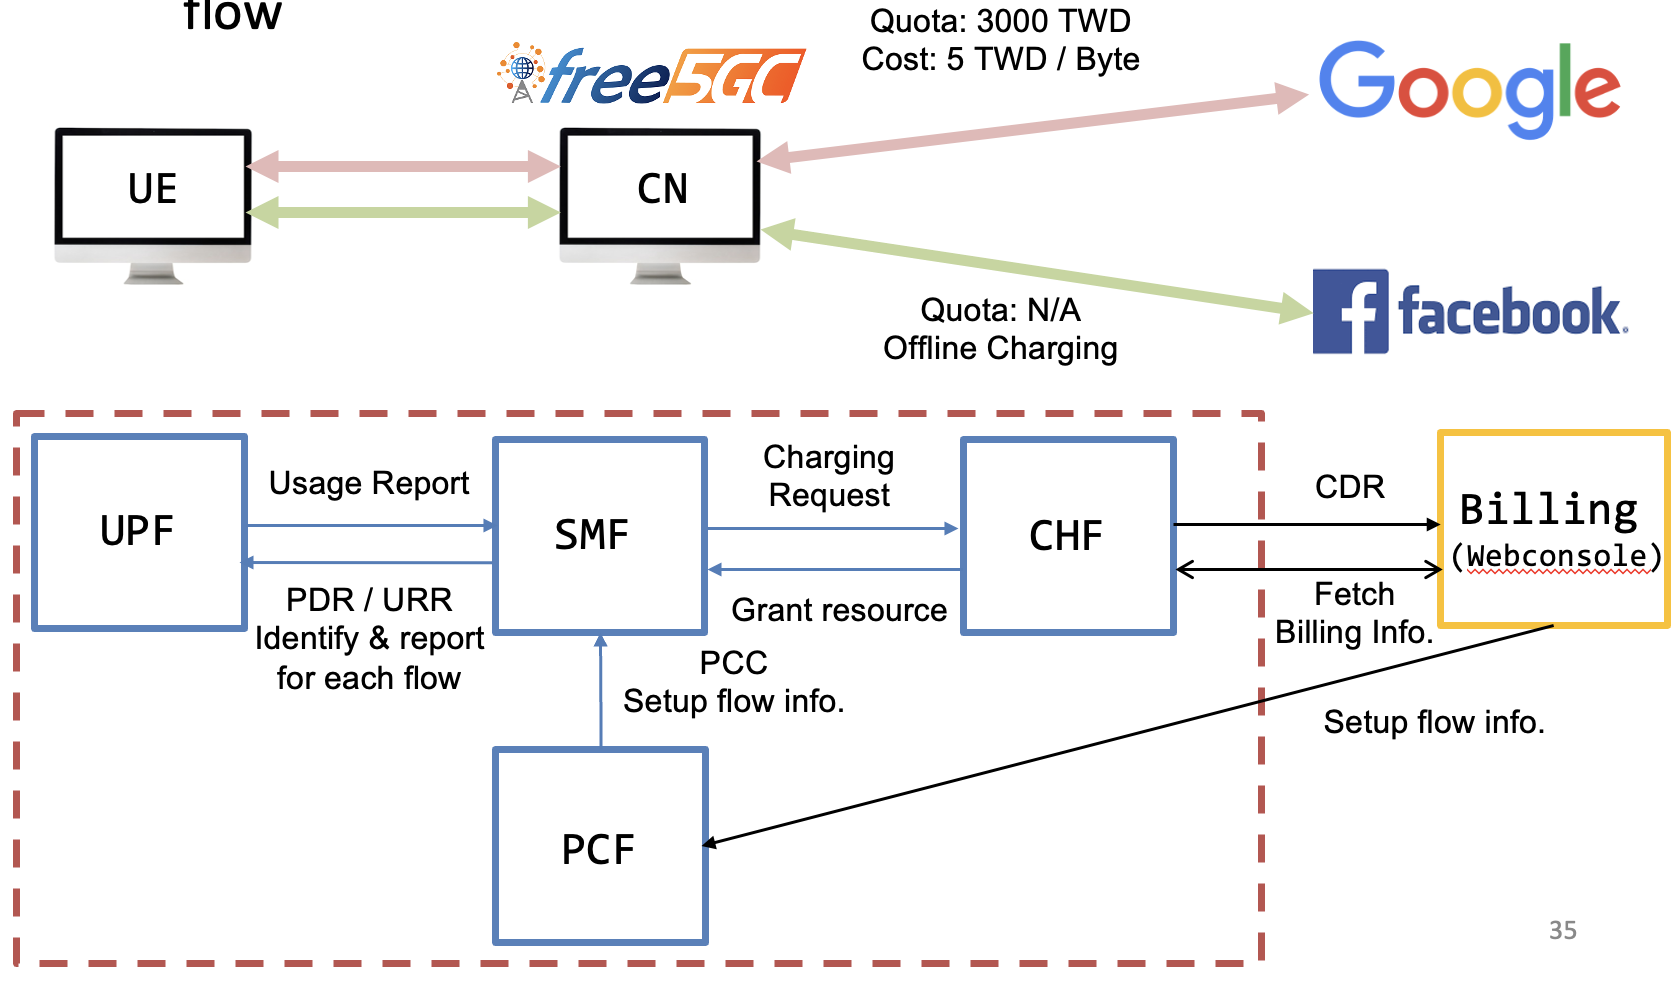 flow
free5GC
Quota: 3000 TWD
Cost: 5 TWD / Byte
Google
UE
CN
Quota: N/A
Offline Charging
facebook
UPF
Usage Report
PDR / URR
Identify & report
for each flow
SMF
Charging
Request
Grant resource
CHF
CDR
Fetch
Billing Info.
Billing
(Webconsole)
PCC
Setup flow info.
Setup flow info.
PCF
35